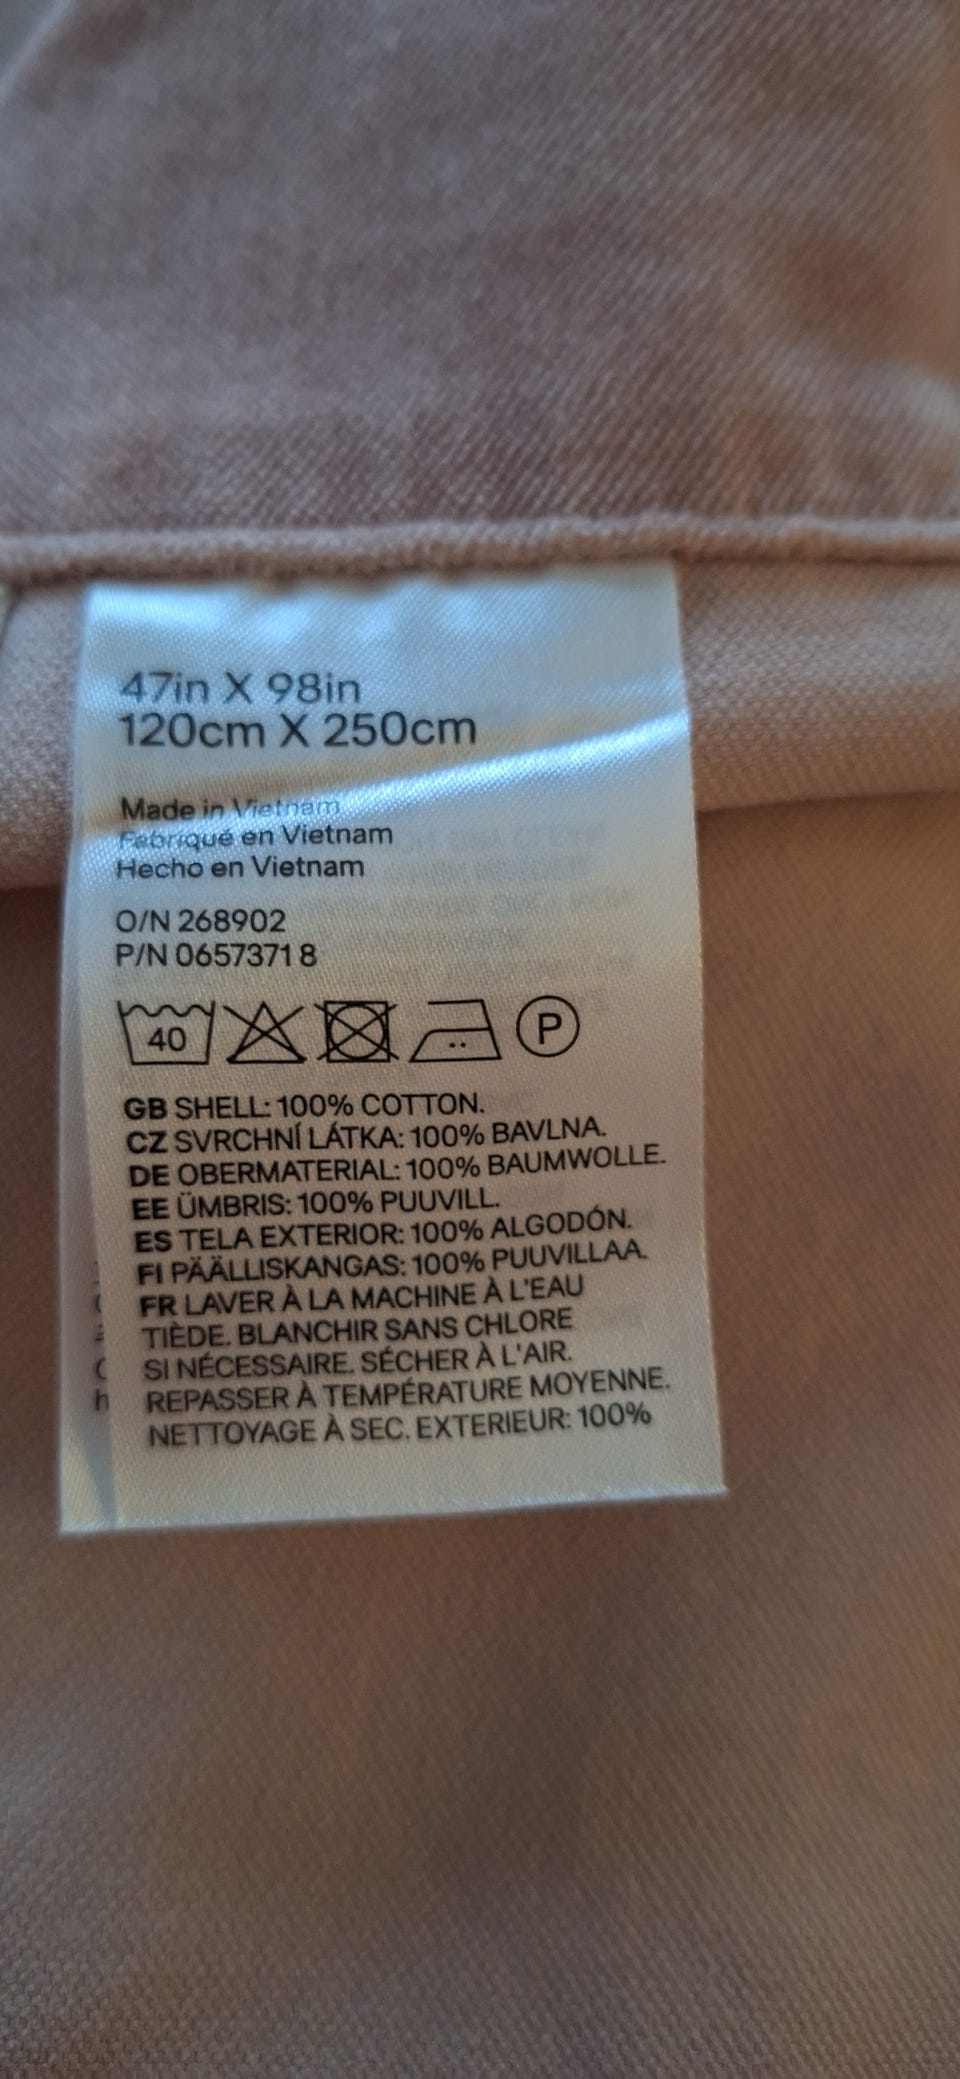 47in X 98in
120cm X 250cm
Made in Vietnam
Fabriqué en Vietnam
Hecho en Vietnam
O/N 268902
P/N 0657371 8
40
P
GB SHELL: 100% COTTON.
CZ SVRCHNÍ LÁTKA: 100% BAVLNA.
DE OBERMATERIAL: 100% BAUMWOLLE.
EE ÜMBRIS: 100% PUUVILL.
ES TELA EXTERIOR: 100% ALGODÓN.
FI PÄÄLLISKANGAS: 100% PUUVILLAA.
FR LAVER À LA MACHINE À L'EAU
TIÈDE. BLANCHIR SANS CHLORE
SI NÉCESSAIRE. SÉCHER À L'AIR.
REPASSER À TEMPÉRATURE MOYENNE.
NETTOYAGE À SEC. EXTERIEUR: 100%